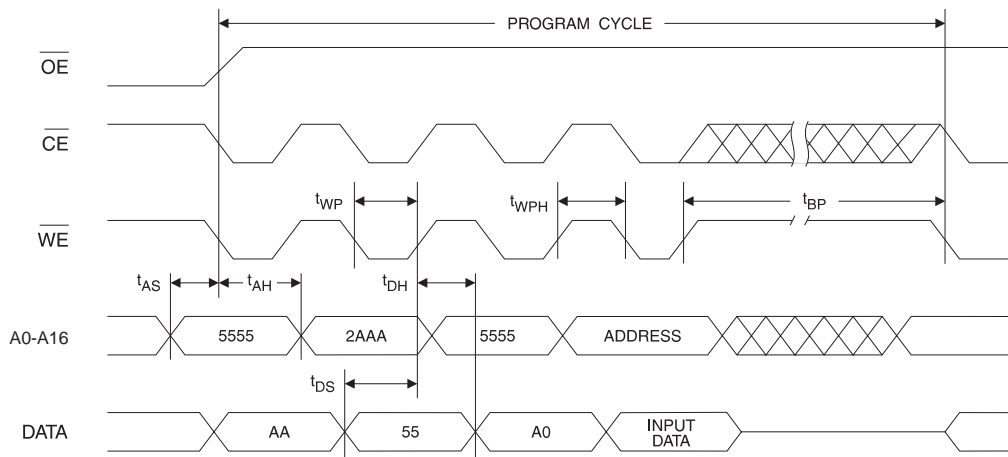 PROGRAM CYCLE
OE
CE
tWP
tWPH
tBP
WE
tAS
tAH
tDH
A0-A16
5555
2AAA
5555
ADDRESS
tDS
DATA
AA
55
A0
INPUT
DATA